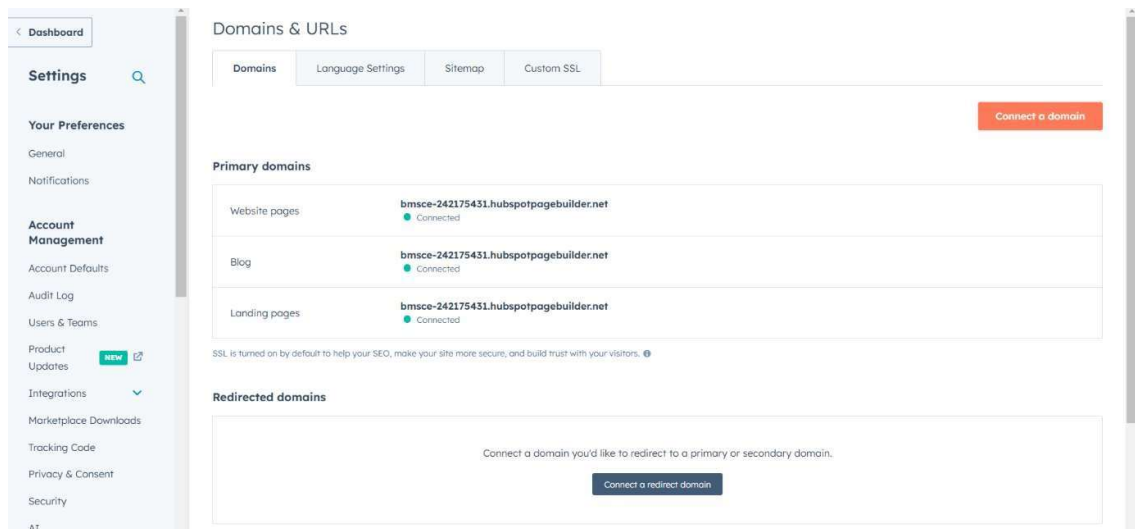 Dashboard
Settings
Your Preferences
General
Notifications
Account
Management
Account Defaults
Audit Log
Users & Teams
Product
Updates
NEW
Integrations
Marketplace Downloads
Tracking Code
Privacy & Consent
Security
AI
Domains & URLs
Domains
Language Settings
Sitemap
Custom SSL
Connect a domain
Primary domains
Website pages
bmsce-242175431.hubspotpagebuilder.net
Connected
Blog
bmsce-242175431.hubspotpagebuilder.net
Connected
Landing pages
bmsce-242175431.hubspotpagebuilder.net
Connected
SSL is turned on by default to help your SEO, make your site more secure, and build trust with your visitors.
Redirected domains
Connect a domain you'd like to redirect to a primary or secondary domain.
Connect a redirect domain